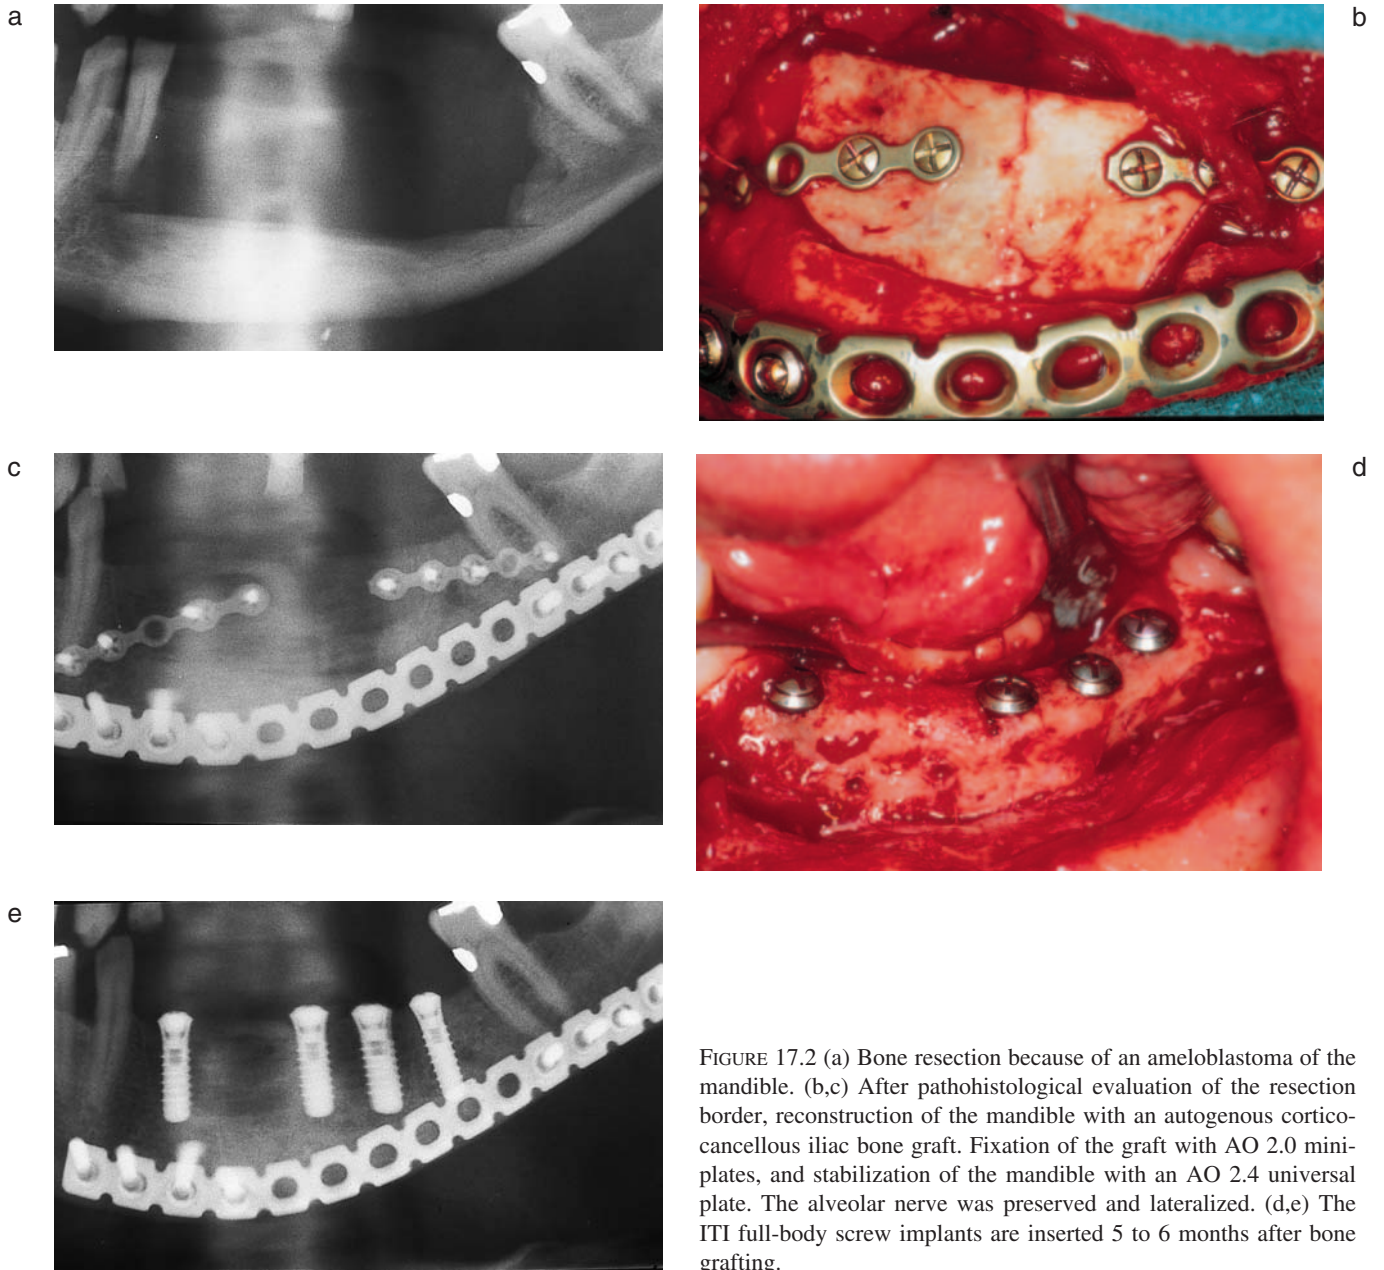 a
b
c
d
e
FIGURE 17.2 (a) Bone resection because of an ameloblastoma of the
mandible. (b,c) After pathohistological evaluation of the resection
border, reconstruction of the mandible with an autogenous cortico-
cancellous iliac bone graft. Fixation of the graft with AO 2.0 mini-
plates, and stabilization of the mandible with an AO 2.4 universal
plate. The alveolar nerve was preserved and lateralized. (d,e) The
ITI full-body screw implants are inserted 5 to 6 months after bone
grafting.